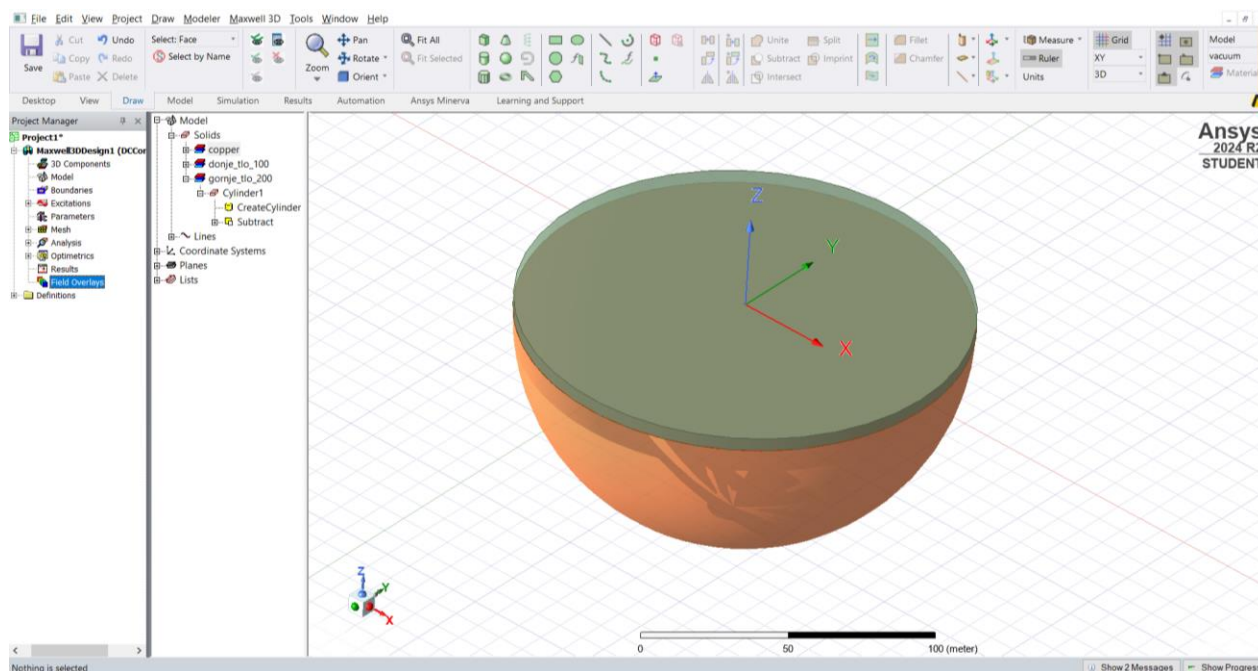 File Edit View Project Draw Modeler Maxwell 3D Tools Window Help
Save
Cut Undo
Copy Redo
Paste Delete
Select: Face
Select by Name
Zoom
Pan
Rotate
Orient
Fit All
Fit Selected
Unite Split
Subtract Imprint
Intersect
Fillet
Chamfer
Measure
Ruler
Units
Grid
XY
3D
Model
vacuum
Material
Desktop View Draw Model Simulation Results Automation Ansys Minerva Learning and Support
Project Manager
Project1*
Maxwell3DDesign1 (DCCor
3D Components
Model
Boundaries
Excitations
Parameters
Mesh
Analysis
Optimetrics
Results
Field Overlays
Definitions
Model
Solids
copper
donje_tlo_100
gornje_tlo_200
Cylinder1
CreateCylinder
Subtract
Lines
Coordinate Systems
Planes
Lists
Ansys
2024 R2
STUDENT
Z
Y
X
Z
Y
X
0 50 100 (meter)
Nothing is selected
Show 2 Messages Show Progress